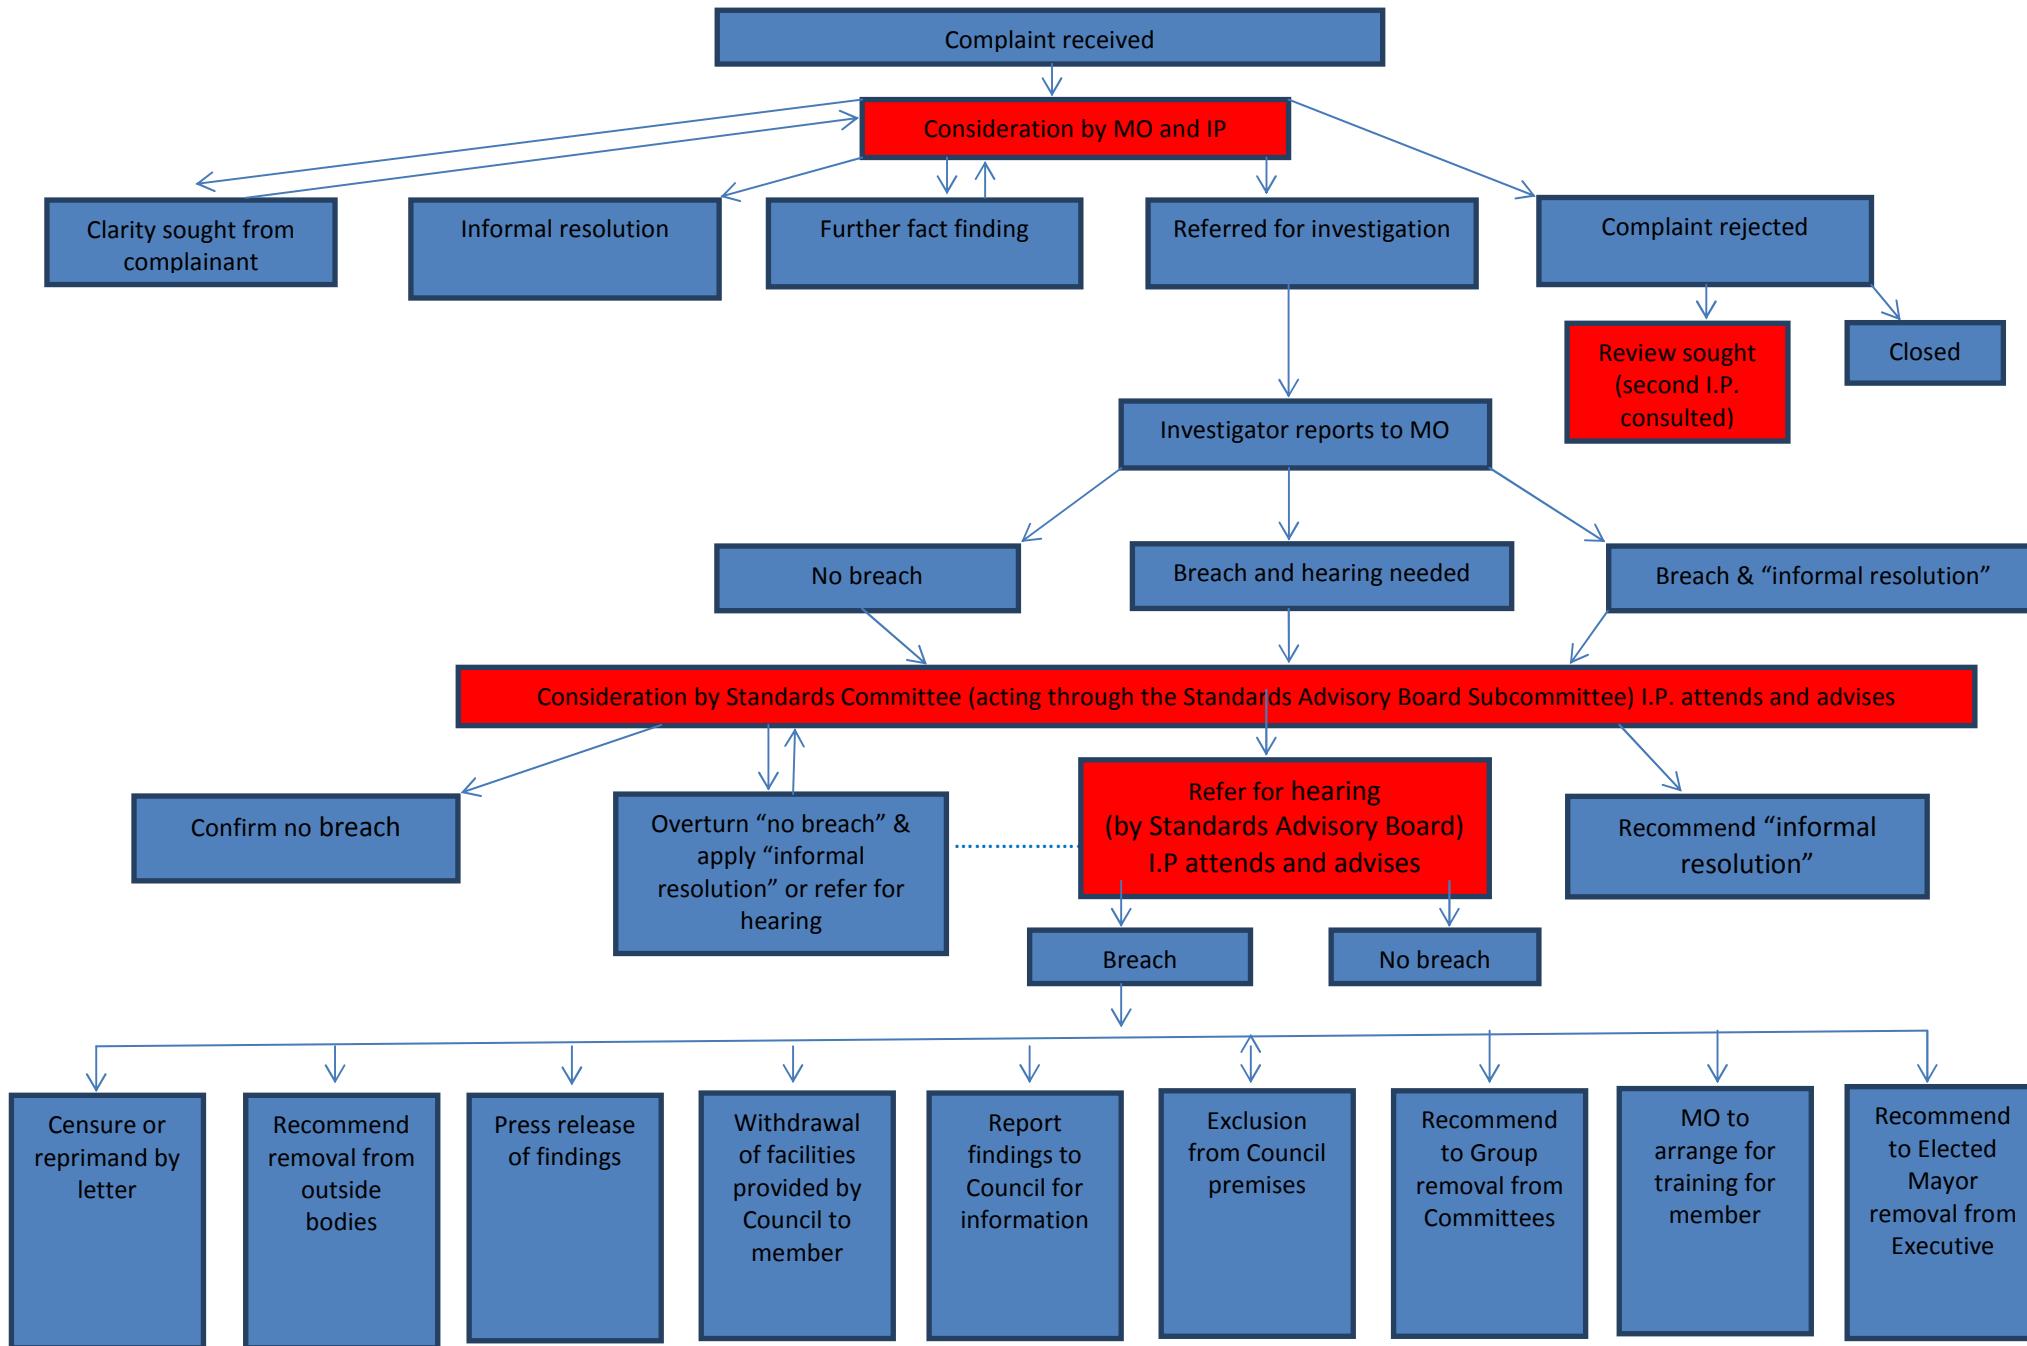 Complaint received
Consideration by MO and IP
Clarity sought from
complainant
Informal resolution
Further fact finding
Referred for investigation
Complaint rejected
Review sought
(second I.P.
consulted)
Closed
Investigator reports to MO
No breach
Breach and hearing needed
Breach & “informal resolution”
Consideration by Standards Committee (acting through the Standards Advisory Board Subcommittee) I.P. attends and advises
Confirm no breach
Overturn “no breach” &
apply “informal
resolution” or refer for
hearing
Refer for hearing
(by Standards Advisory Board)
I.P attends and advises
Recommend “informal
resolution”
Breach
No breach
Censure or
reprimand by
letter
Recommend
removal from
outside
bodies
Press release
of findings
Withdrawal
of facilities
provided by
Council to
member
Report
findings to
Council for
information
Exclusion
from Council
premises
Recommend
to Group
removal from
Committees
MO to
arrange for
training for
member
Recommend
to Elected
Mayor
removal from
Executive